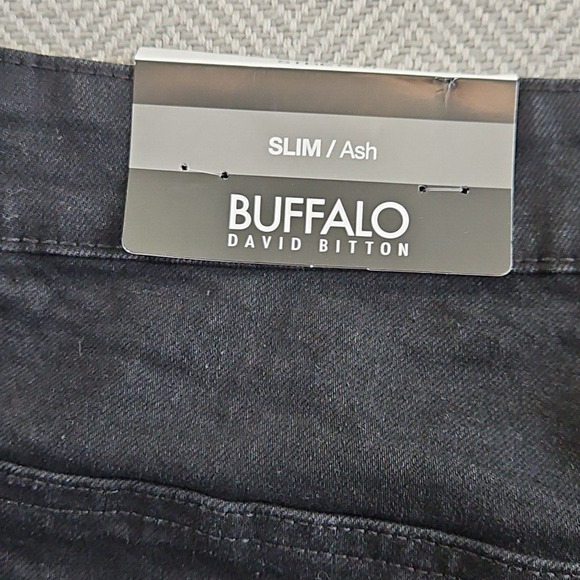 SLIM / Ash
BUFFALO
DAVID BITTON